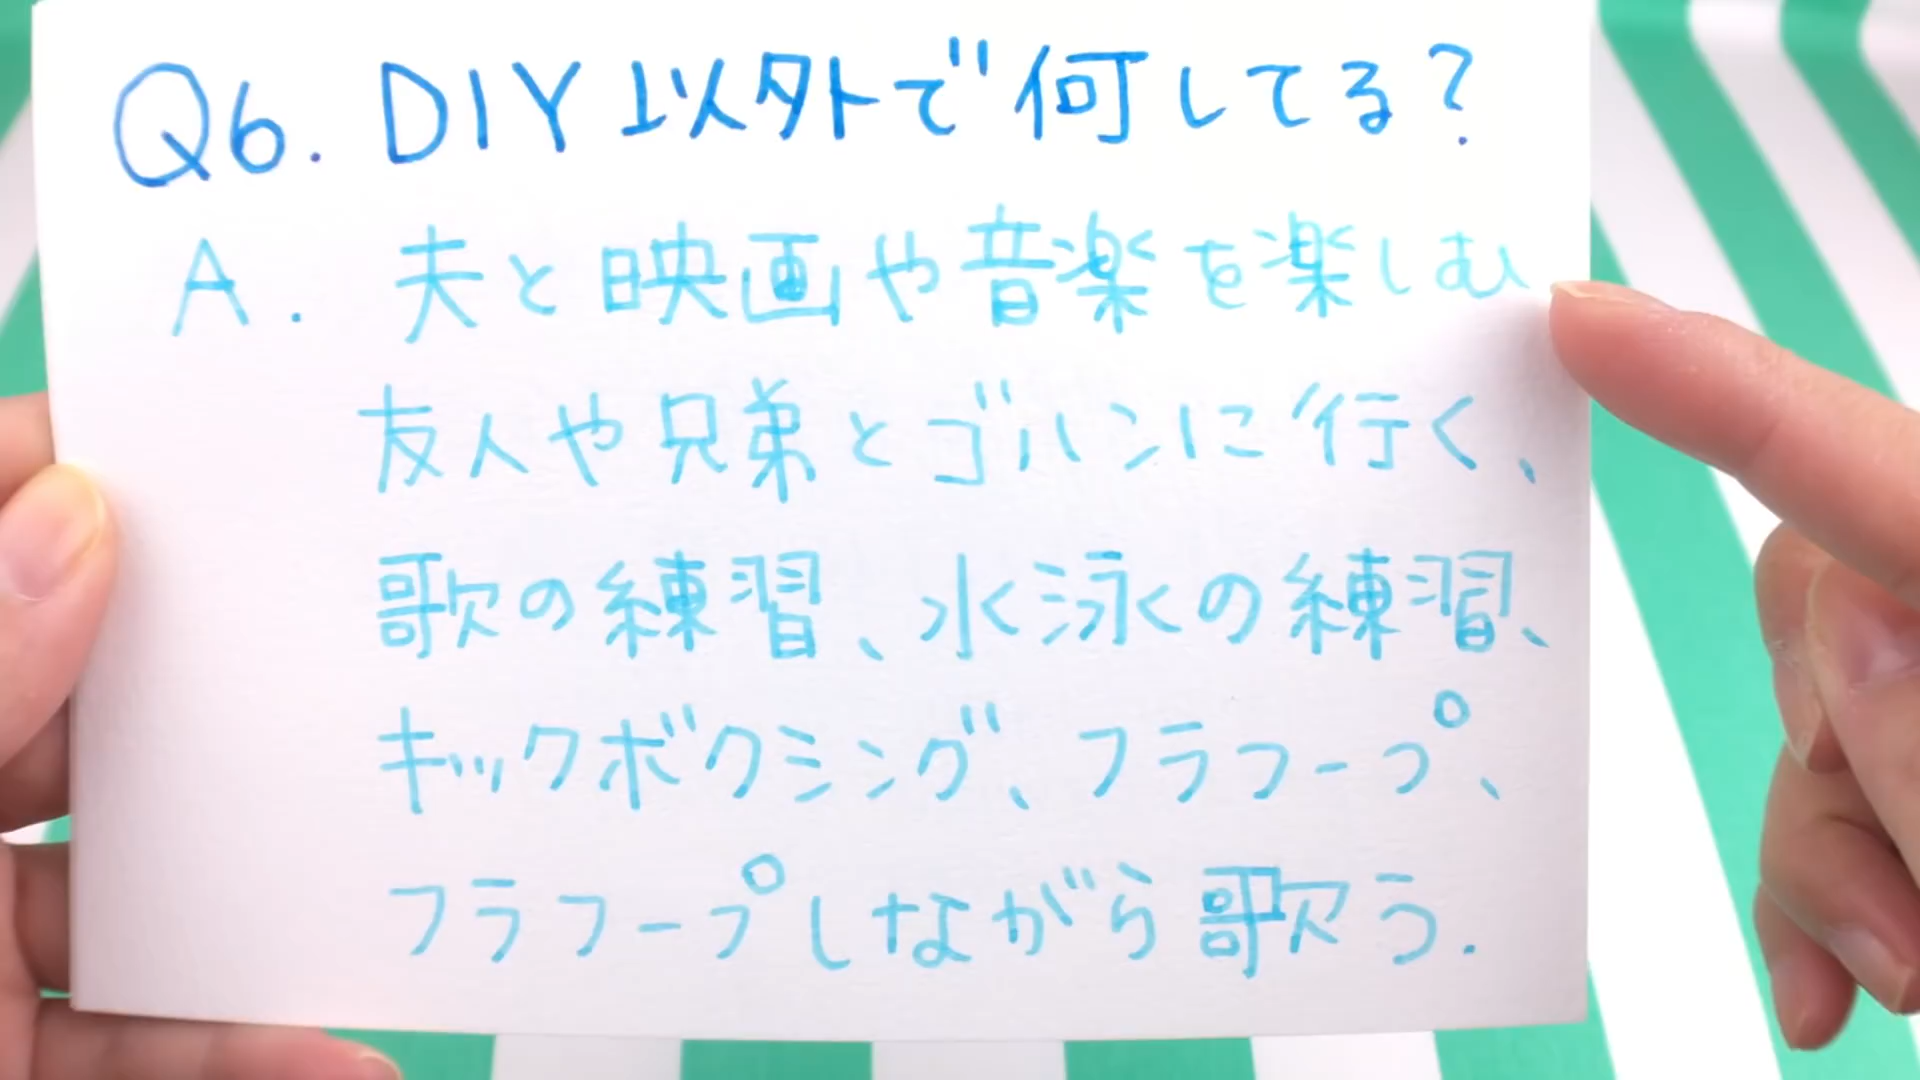 Q6. DIY以外で何してる?
A. 夫と映画や音楽を楽しむ
友人や兄弟とゴハンに行く、
歌の練習、水泳の練習、
キックボクシング、フラフープ、
フラフープしながら歌う.